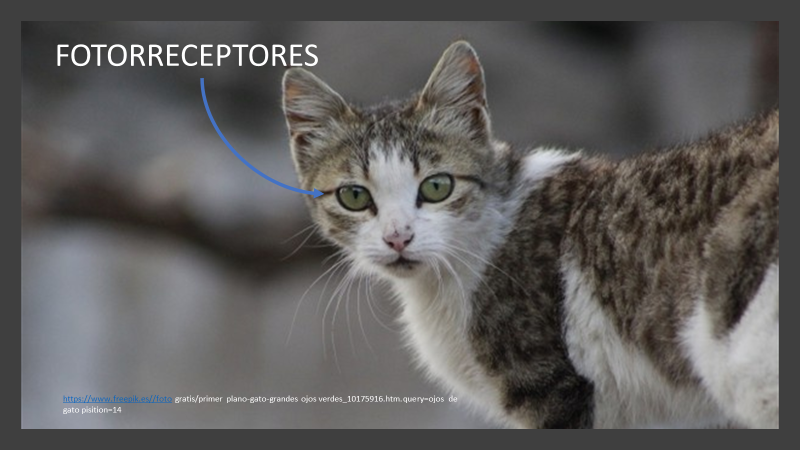 FOTORRECEPTORES
https://www.freepik.es//foto gratis/primer plano-gato-grandes ojos verdes_10175916.htm.query=ojos de
gato pisition=14